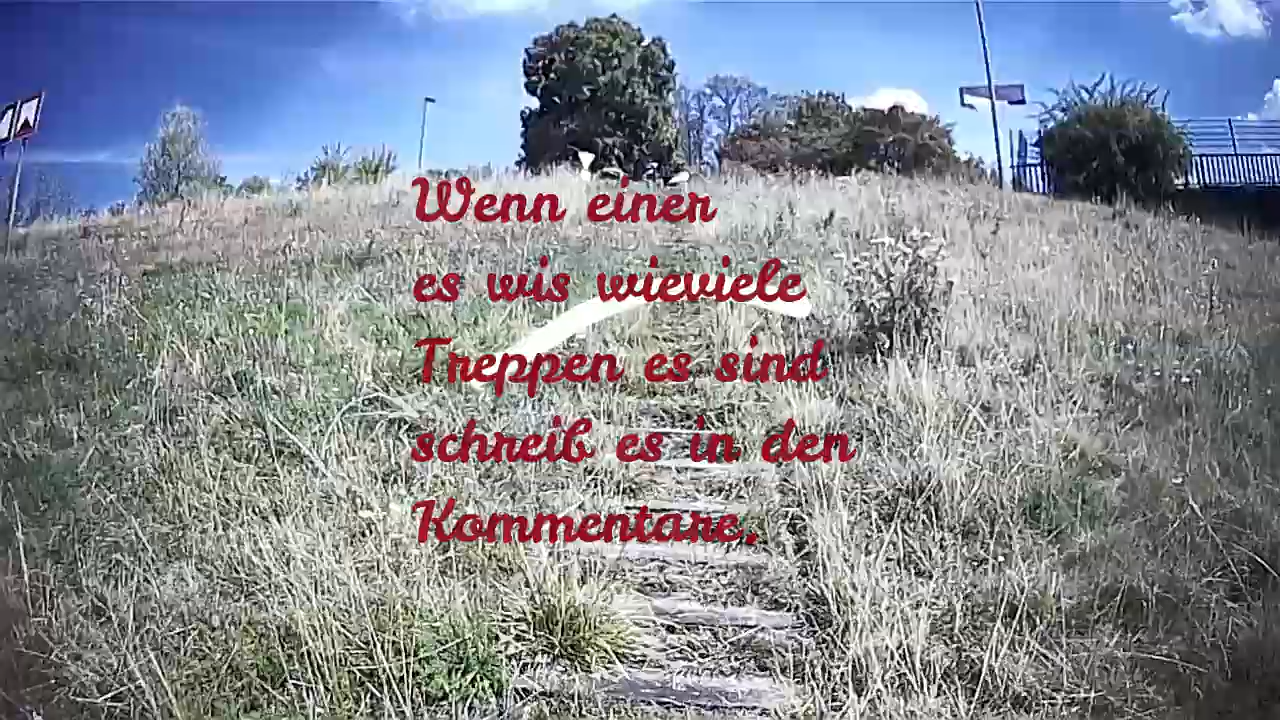 Wenn einer
es wis wieviele
Treppen es sind
schreib es in den
Kommentare.